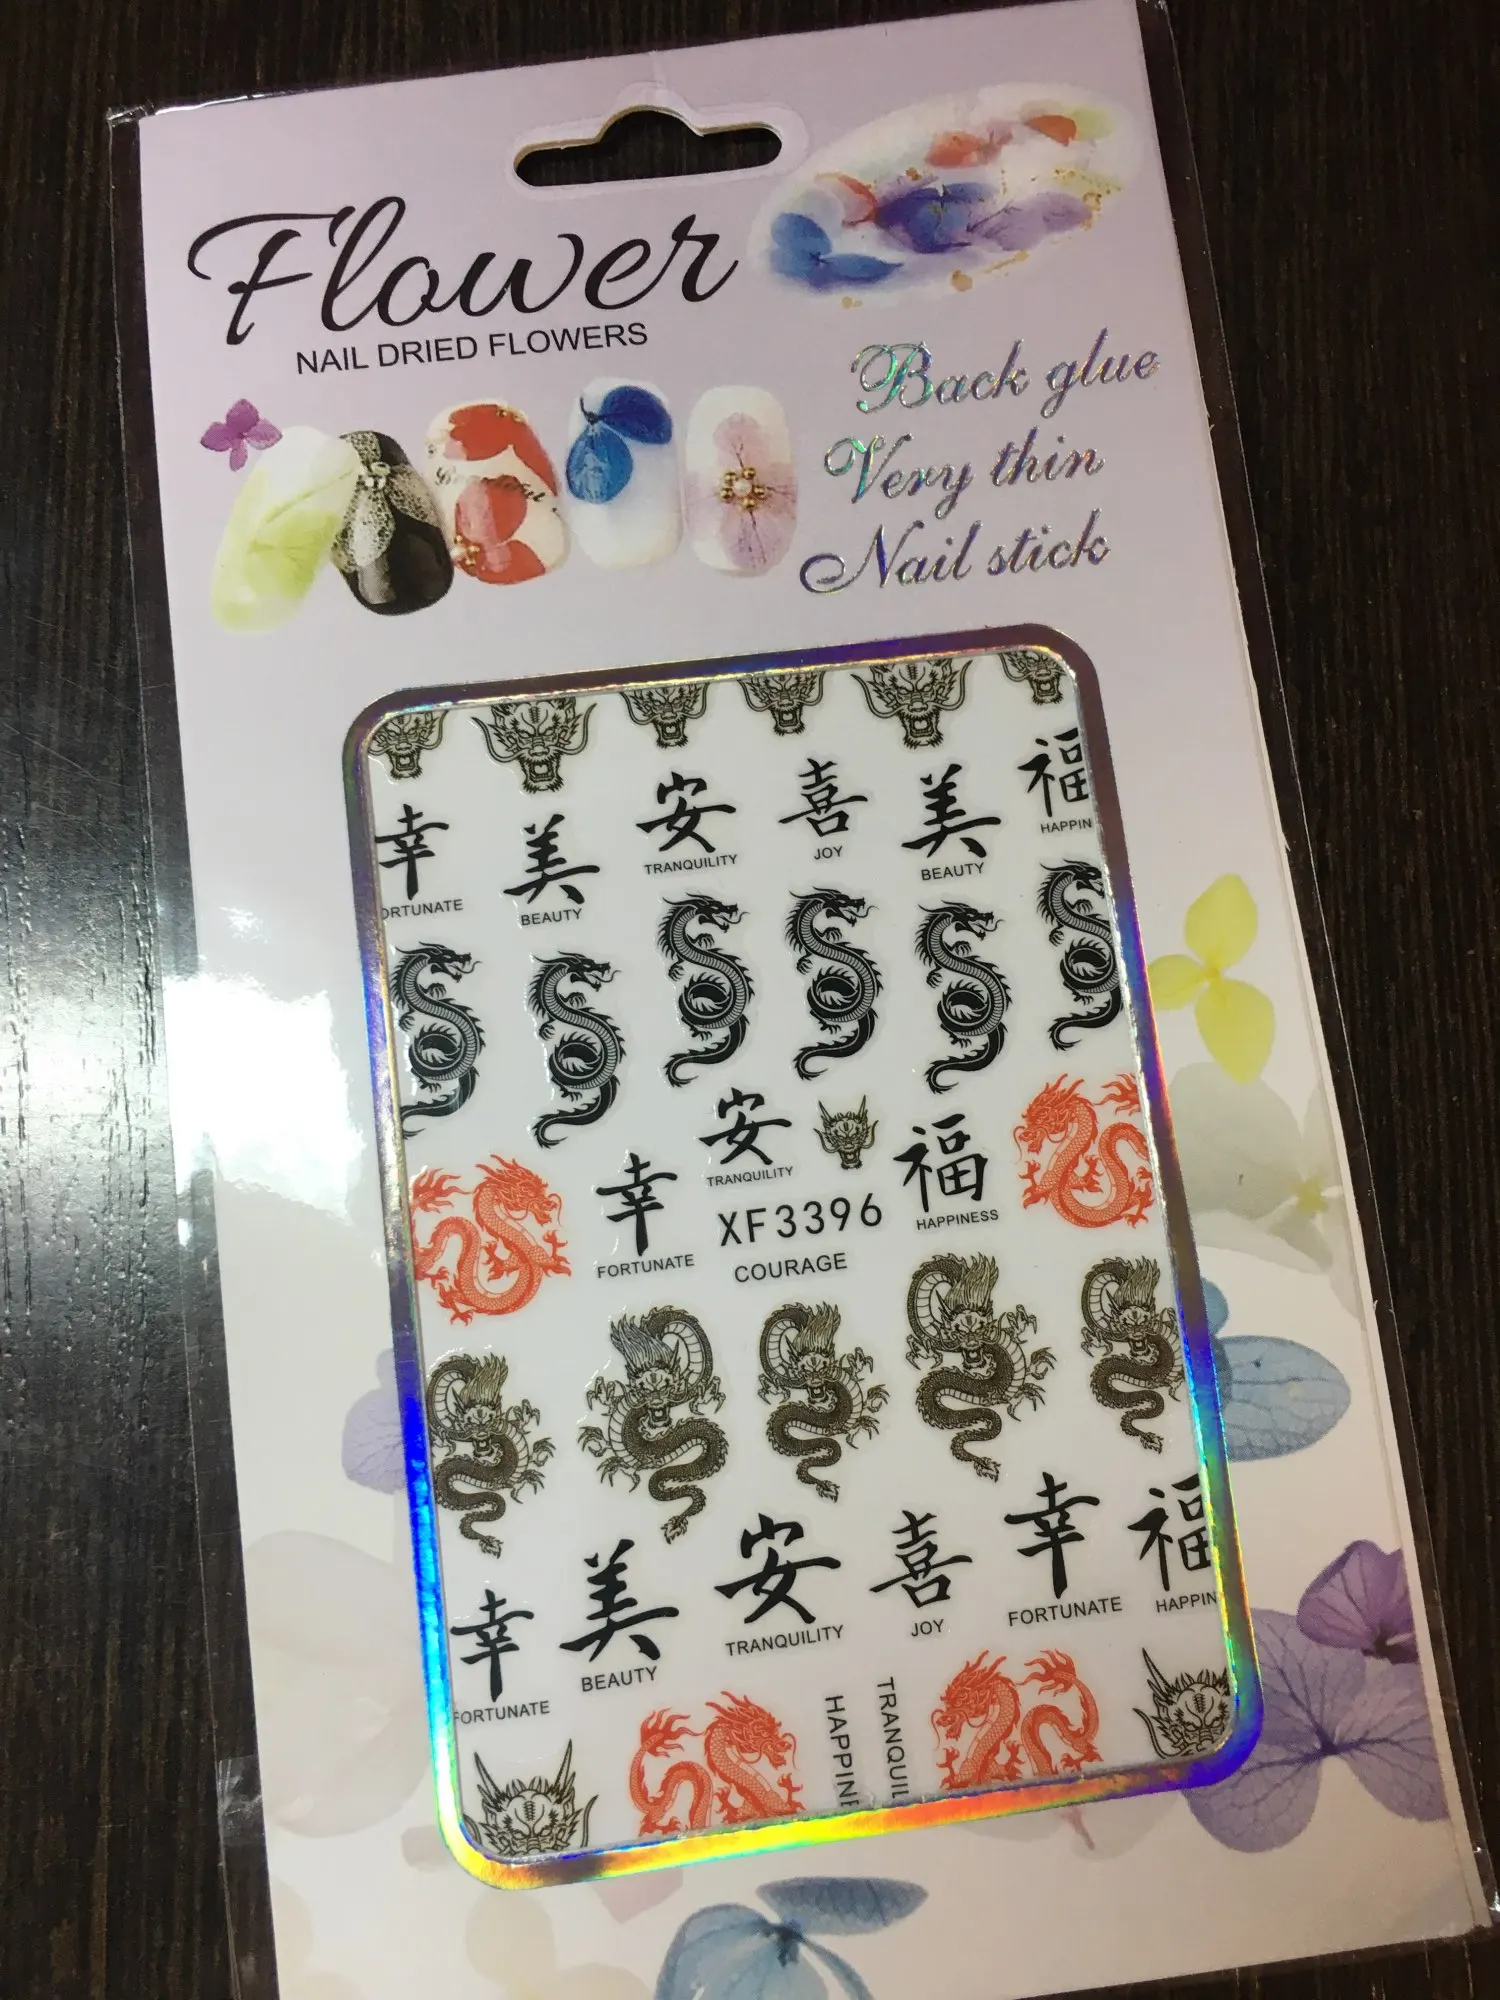 Flower
NAIL DRIED FLOWERS
Back glue
Very thin
Nail stick
幸 美 安 喜 美 福
ORTUNATE BEAUTY TRANQUILITY JOY BEAUTY HAPPIN
幸 安 福
FORTUNATE TRANQUILITY HAPPINESS
XF3396
COURAGE
幸 美 安 喜 幸 福
FORTUNATE BEAUTY TRANQUILITY JOY FORTUNATE HAPPIN
HAPPINE
TRANQUIL